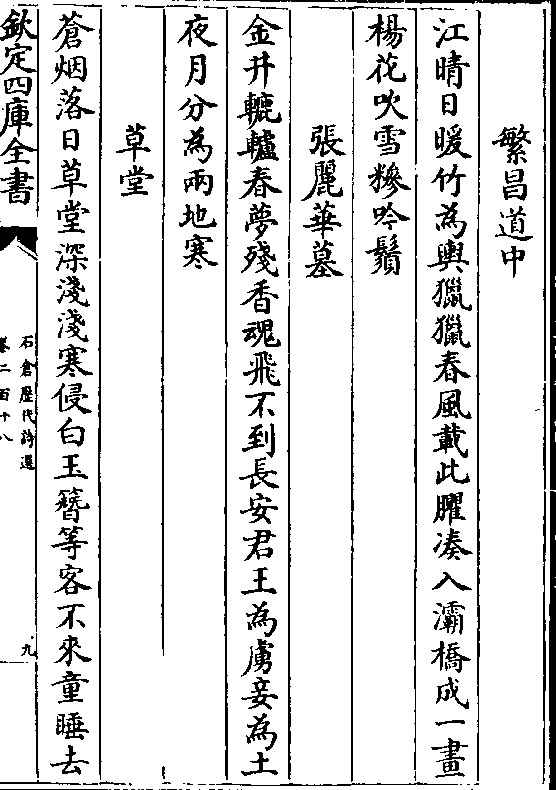 繁昌道中
江晴日暖竹為輿獵獵春風載此臞湊入灞橋成一畫
楊花吹雪糝吟鬚
張麗華墓
金井轆轤春夢殘香魂飛不到長安君王為虜妾為土
夜月分為兩地寒
草堂
蒼烟落日草堂深淺淺寒侵白玉簪等客不來童睡去
欽定四庫全書
石倉歷代詩選
卷二百十八
九